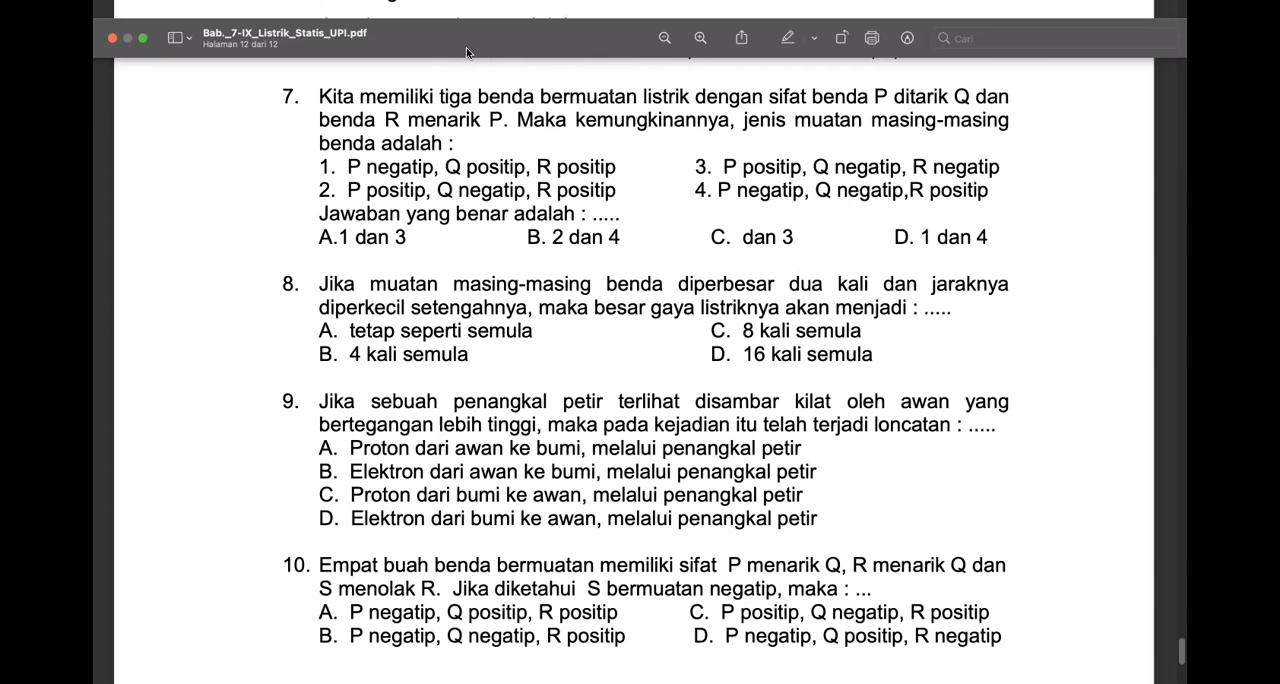 Bab._7-IX_Listrik_Statis_UPI.pdf
Halaman 12 dari 12
Cari
7. Kita memiliki tiga benda bermuatan listrik dengan sifat benda P ditarik Q dan
benda R menarik P. Maka kemungkinannya, jenis muatan masing-masing
benda adalah :
1. P negatip, Q positip, R positip 3. P positip, Q negatip, R negatip
2. P positip, Q negatip, R positip 4. P negatip, Q negatip,R positip
Jawaban yang benar adalah : .....
A.1 dan 3 B. 2 dan 4 C. dan 3 D. 1 dan 4
8. Jika muatan masing-masing benda diperbesar dua kali dan jaraknya
diperkecil setengahnya, maka besar gaya listriknya akan menjadi : .....
A. tetap seperti semula C. 8 kali semula
B. 4 kali semula D. 16 kali semula
9. Jika sebuah penangkal petir terlihat disambar kilat oleh awan yang
bertegangan lebih tinggi, maka pada kejadian itu telah terjadi loncatan : .....
A. Proton dari awan ke bumi, melalui penangkal petir
B. Elektron dari awan ke bumi, melalui penangkal petir
C. Proton dari bumi ke awan, melalui penangkal petir
D. Elektron dari bumi ke awan, melalui penangkal petir
10. Empat buah benda bermuatan memiliki sifat P menarik Q, R menarik Q dan
S menolak R. Jika diketahui S bermuatan negatip, maka : ...
A. P negatip, Q positip, R positip C. P positip, Q negatip, R positip
B. P negatip, Q negatip, R positip D. P negatip, Q positip, R negatip